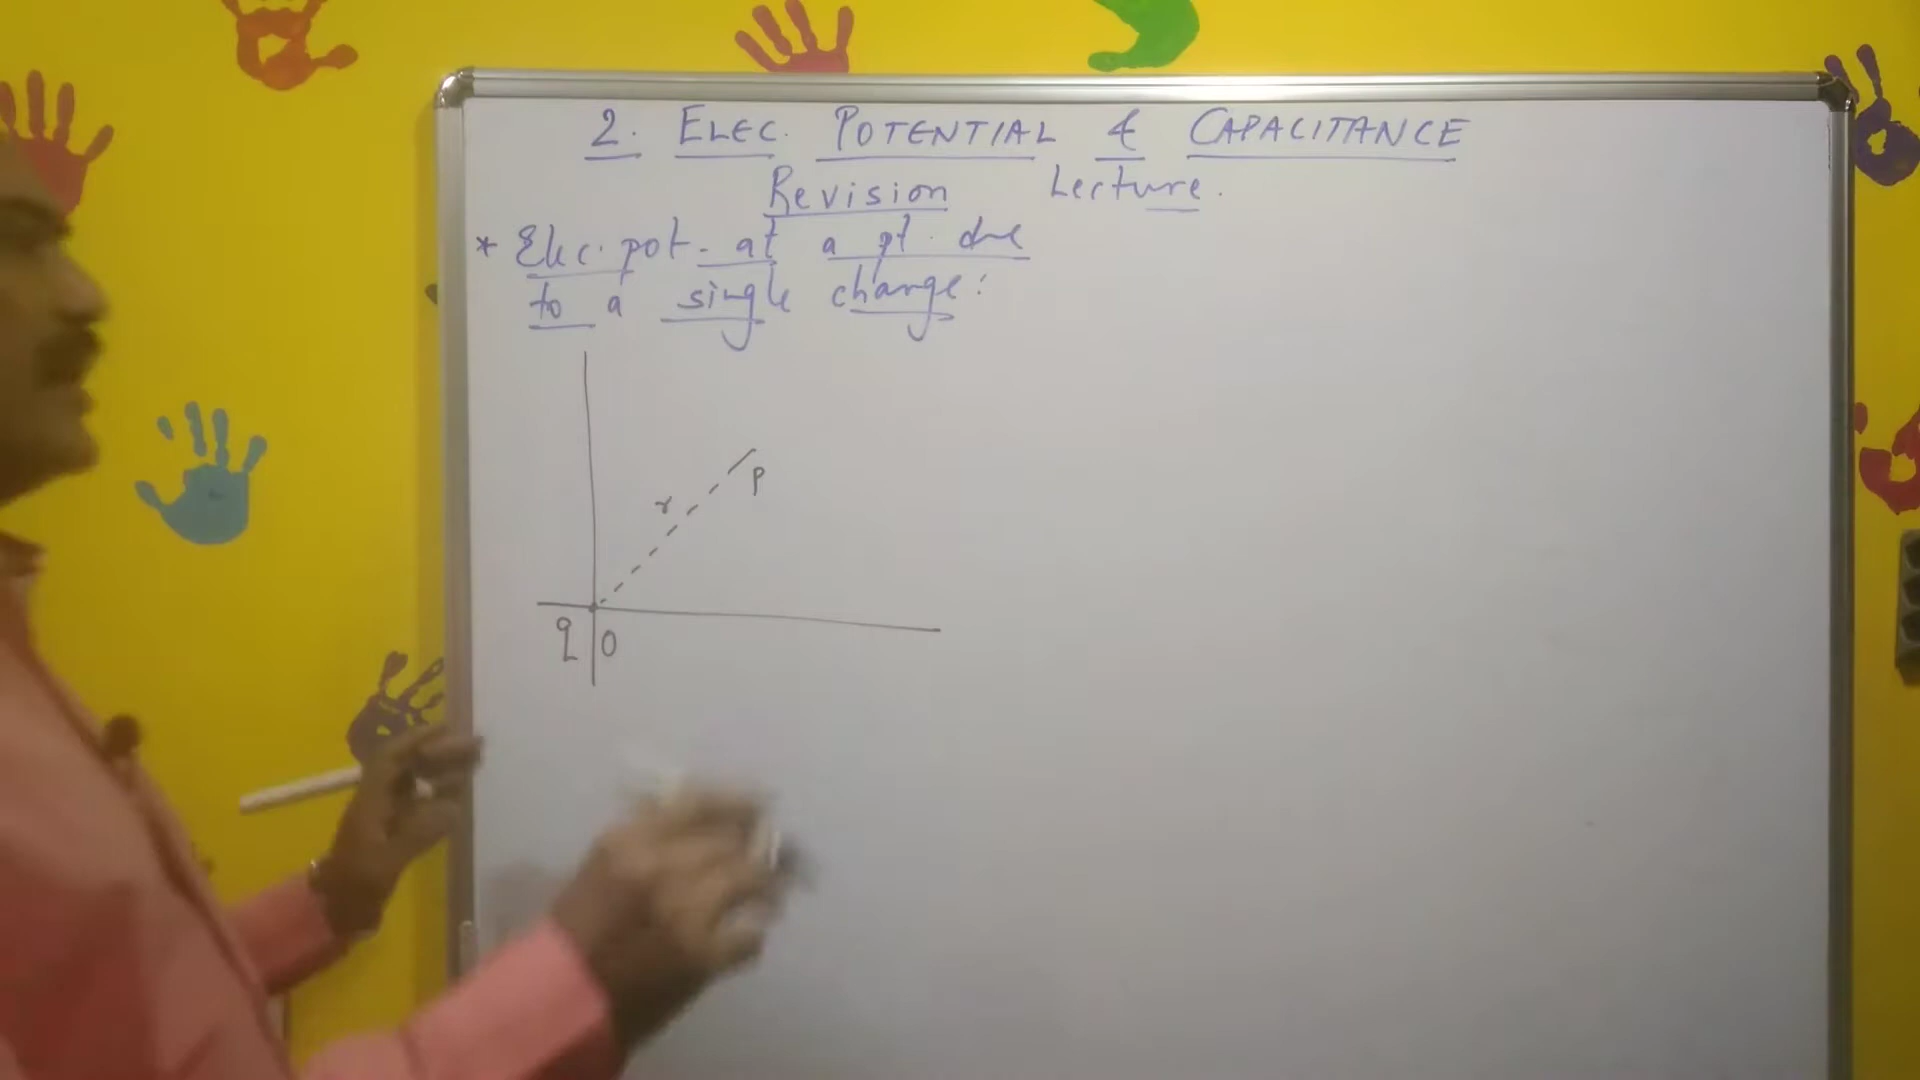 2. ELEC. POTENTIAL & CAPACITANCE
Revision Lecture.
* Elec. pot. at a pt. due
to a single charge:
P
r
q O